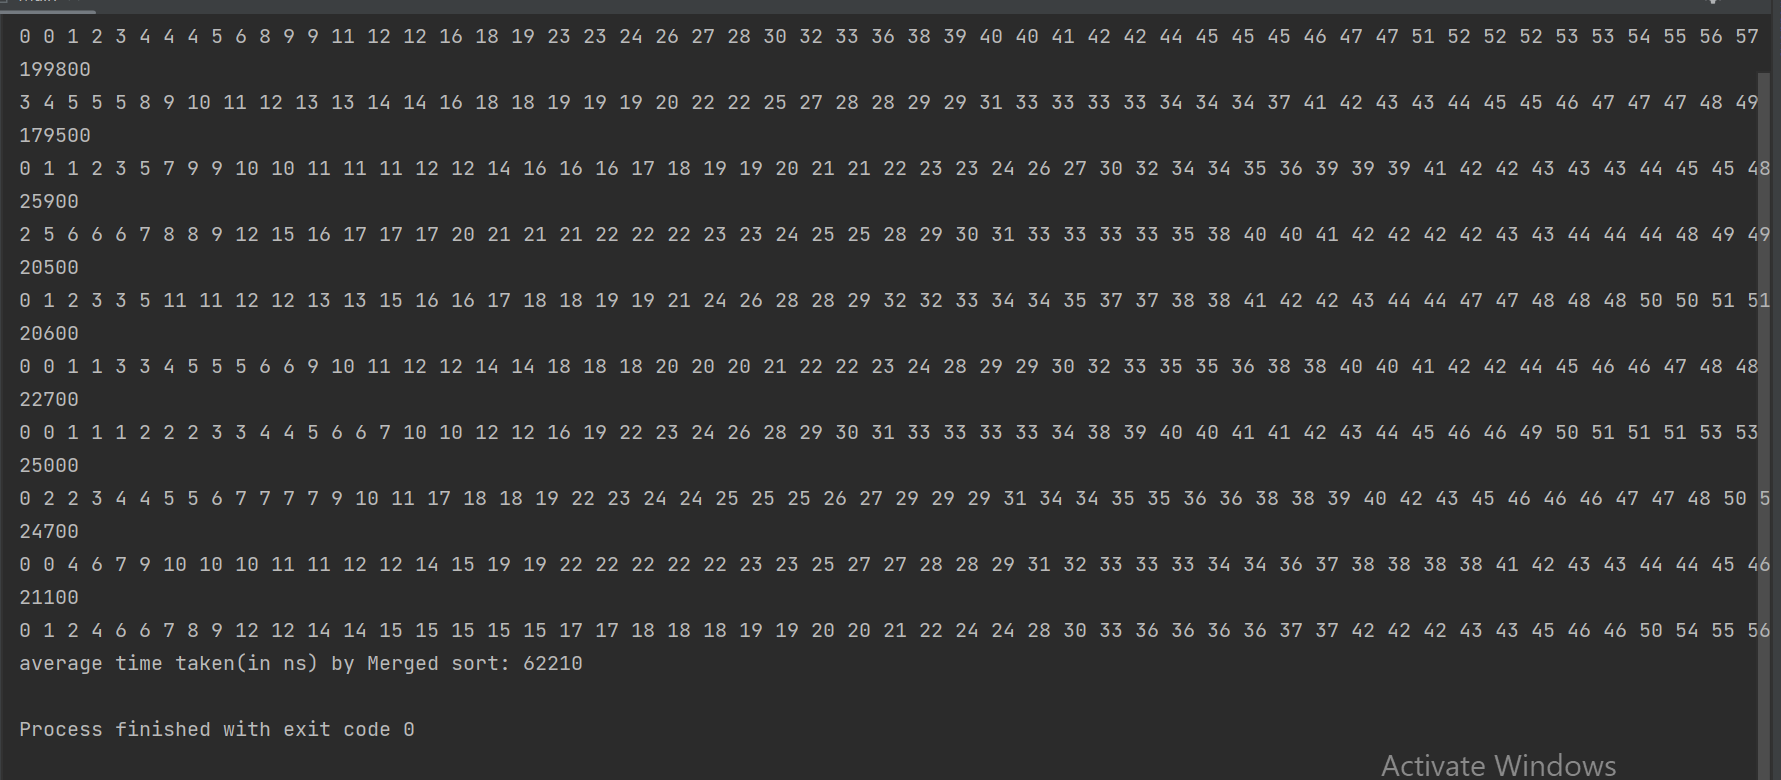 0 0 1 2 3 4 4 4 5 6 8 9 9 11 12 12 16 18 19 23 23 24 26 27 28 30 32 33 36 38 39 40 40 41 42 42 44 45 45 45 46 47 47 51 52 52 52 53 53 54 55 56 57
199800
3 4 5 5 5 8 9 10 11 12 13 13 14 14 16 18 18 19 19 19 20 22 22 25 27 28 28 29 29 31 33 33 33 33 34 34 34 37 41 42 43 43 44 45 45 46 47 47 47 48 49
179500
0 1 1 2 3 5 7 9 9 10 10 11 11 11 12 12 14 16 16 16 17 18 19 19 20 21 21 22 23 23 24 26 27 30 32 34 34 35 36 39 39 39 41 42 42 43 43 43 44 45 45 48
25900
2 5 6 6 6 7 8 8 9 12 15 16 17 17 17 20 21 21 21 22 22 22 23 23 24 25 25 28 29 30 31 33 33 33 33 35 38 40 40 41 42 42 42 42 43 43 44 44 44 48 49 49
20500
0 1 2 3 3 5 11 11 12 12 13 13 15 16 16 17 18 18 19 19 21 24 26 28 28 29 32 32 33 34 34 35 37 37 38 38 41 42 42 43 44 44 47 47 48 48 48 50 50 51 51
20600
0 0 1 1 3 3 4 5 5 5 6 6 9 10 11 12 12 14 14 18 18 18 20 20 20 21 22 22 23 24 28 29 29 30 32 33 35 35 36 38 38 40 40 41 42 42 44 45 46 46 47 48 48
22700
0 0 1 1 1 2 2 2 3 3 4 4 5 6 6 7 10 10 12 12 16 19 22 23 24 26 28 29 30 31 33 33 33 33 34 38 39 40 40 41 41 42 43 44 45 46 46 49 50 51 51 51 53 53
25000
0 2 2 3 4 4 5 5 6 7 7 7 7 9 10 11 17 18 18 19 22 23 24 24 25 25 25 26 27 29 29 29 31 34 34 35 35 36 36 38 38 39 40 42 43 45 46 46 46 47 47 48 50 5
24700
0 0 4 6 7 9 10 10 10 11 11 12 12 14 15 19 19 22 22 22 22 22 23 23 25 27 27 28 28 29 31 32 33 33 33 34 34 36 37 38 38 38 38 41 42 43 43 44 44 45 46
21100
0 1 2 4 6 6 7 8 9 12 12 14 14 15 15 15 15 15 17 17 18 18 18 19 19 20 20 21 22 24 24 28 30 33 36 36 36 36 37 37 42 42 42 43 43 45 46 46 50 54 55 56
average time taken(in ns) by Merged sort: 62210
Process finished with exit code 0
Activate Windows